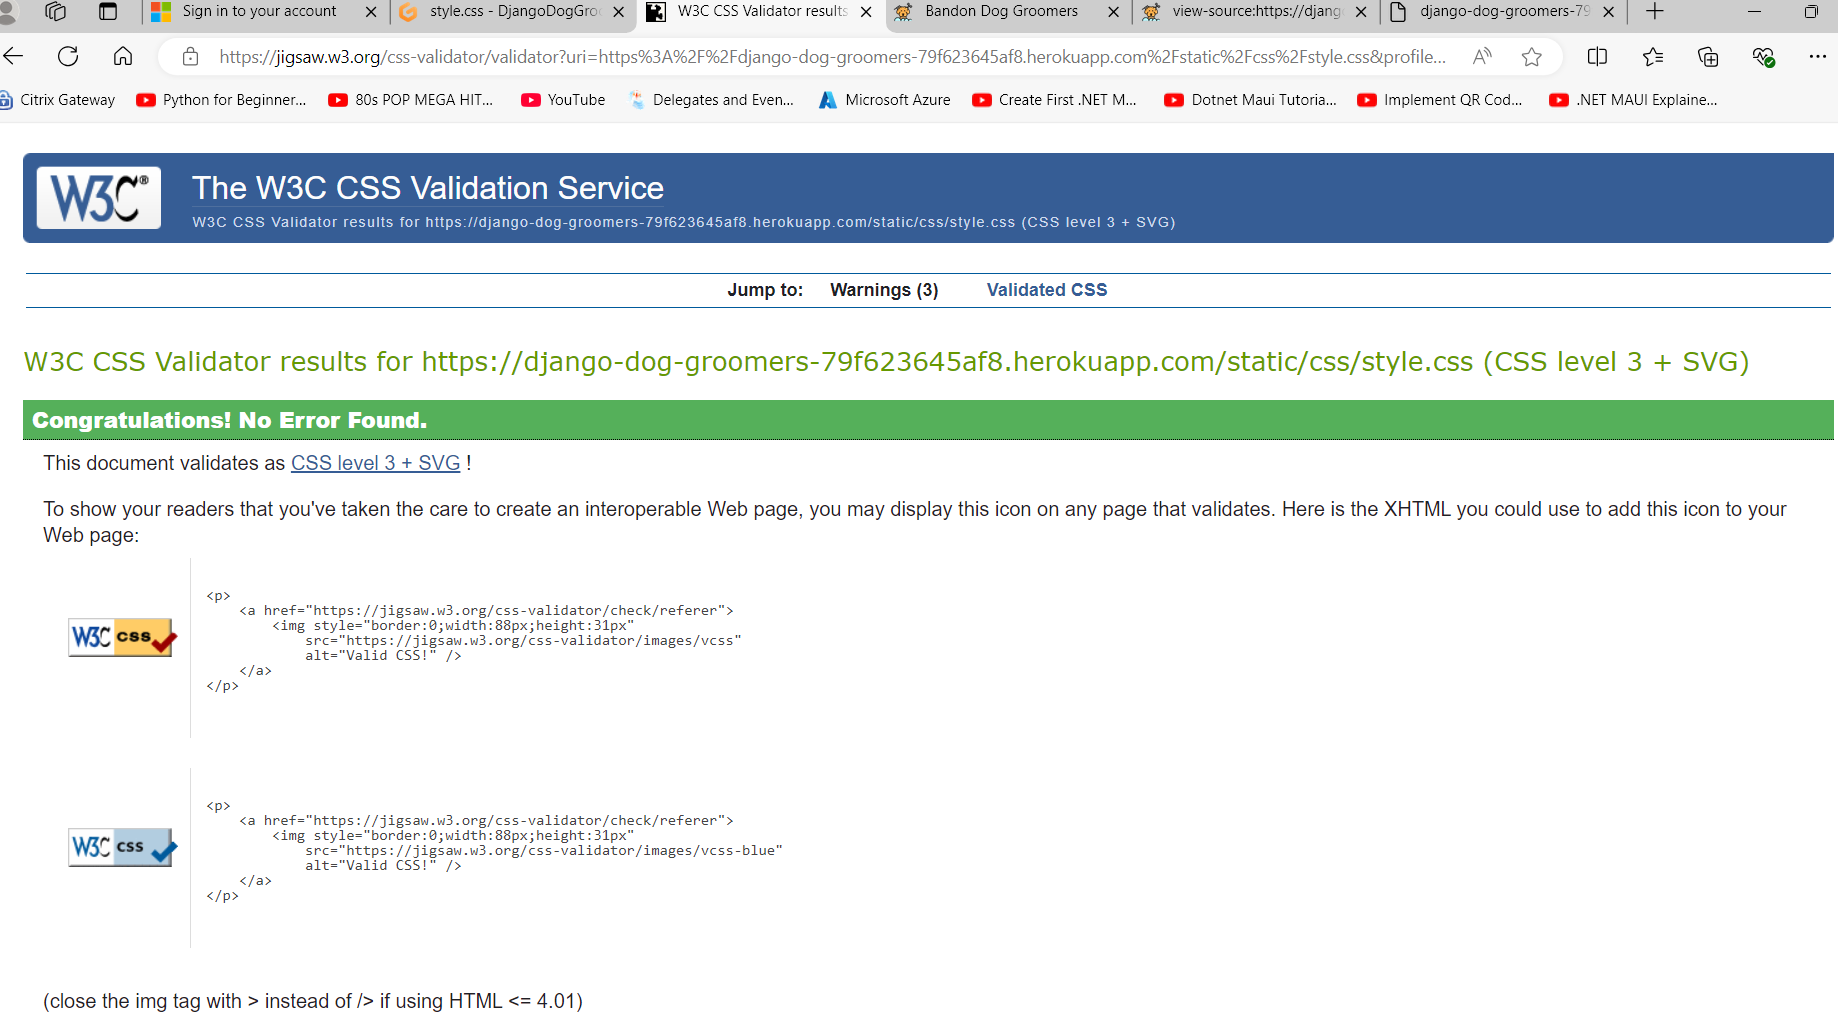 Sign in to your account
style.css - DjangoDogGroo
W3C CSS Validator results
Bandon Dog Groomers
view-source:https://djang
django-dog-groomers-79
https://jigsaw.w3.org/css-validator/validator?uri=https%3A%2F%2Fdjango-dog-groomers-79f623645af8.herokuapp.com%2Fstatic%2Fcss%2Fstyle.css&profile...
Citrix Gateway
Python for Beginner...
80s POP MEGA HIT...
YouTube
Delegates and Even...
Microsoft Azure
Create First .NET M...
Dotnet Maui Tutoria...
Implement QR Cod...
.NET MAUI Explaine...
W3C®
The W3C CSS Validation Service
W3C CSS Validator results for https://django-dog-groomers-79f623645af8.herokuapp.com/static/css/style.css (CSS level 3 + SVG)
Jump to: Warnings (3) Validated CSS
W3C CSS Validator results for https://django-dog-groomers-79f623645af8.herokuapp.com/static/css/style.css (CSS level 3 + SVG)
Congratulations! No Error Found.
This document validates as CSS level 3 + SVG !
To show your readers that you've taken the care to create an interoperable Web page, you may display this icon on any page that validates. Here is the XHTML you could use to add this icon to your
Web page:
W3C css
<p>
<a href="https://jigsaw.w3.org/css-validator/check/referer">
<img style="border:0;width:88px;height:31px"
src="https://jigsaw.w3.org/css-validator/images/vcss"
alt="Valid CSS!" />
</a>
</p>
W3C css
<p>
<a href="https://jigsaw.w3.org/css-validator/check/referer">
<img style="border:0;width:88px;height:31px"
src="https://jigsaw.w3.org/css-validator/images/vcss-blue"
alt="Valid CSS!" />
</a>
</p>
(close the img tag with > instead of /> if using HTML <= 4.01)